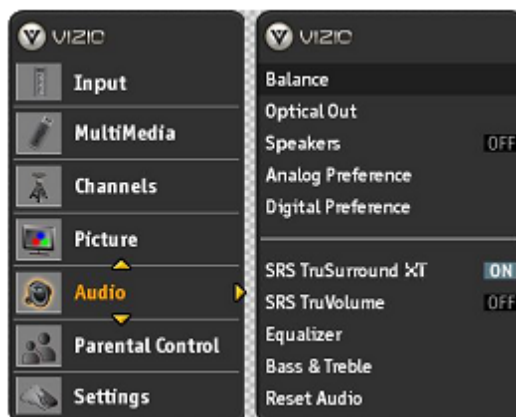 VIZIO
Input
MultiMedia
Channels
Picture
Audio
Parental Control
Settings
VIZIO
Balance
Optical Out
Speakers OFF
Analog Preference
Digital Preference
SRS TruSurround XT ON
SRS TruVolume OFF
Equalizer
Bass & Treble
Reset Audio